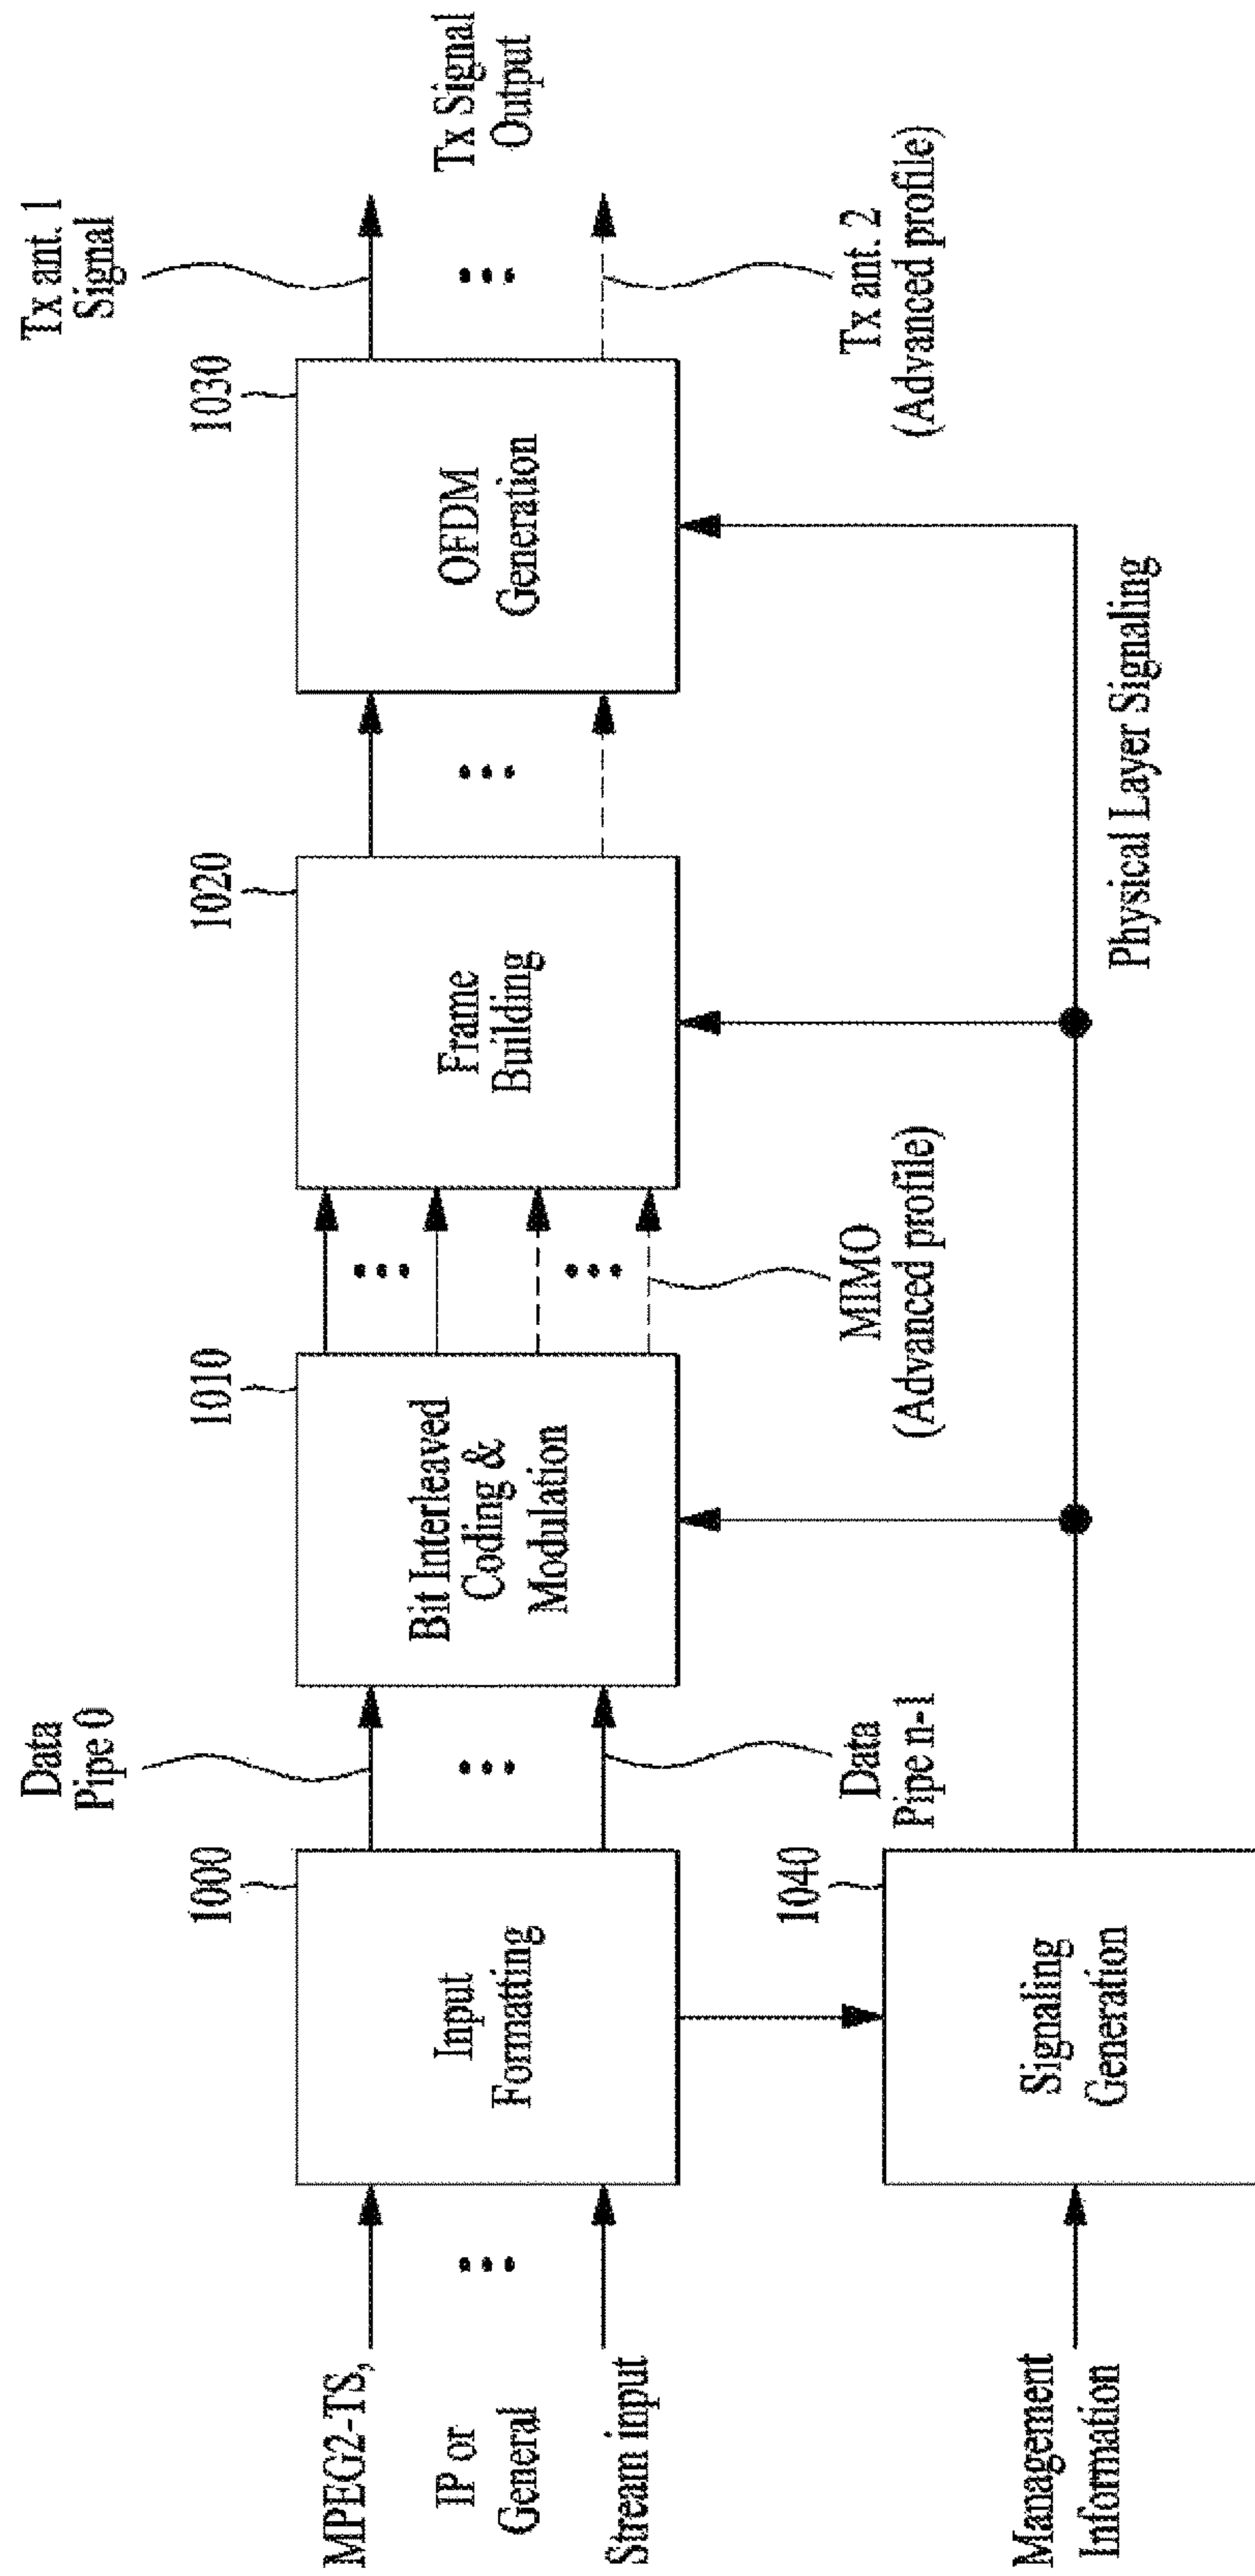 Tx ant. 1
Signal
Data
Pipe 0
1000
1010
1020
1030
MPEG2-TS,
IP or
General
Stream input
Input
Formatting
Bit Interleaved
Coding &
Modulation
Frame
Building
OFDM
Generation
Tx Signal
Output
Data
Pipe n-1
MIMO
(Advanced profile)
Tx ant. 2
(Advanced profile)
1040
Management
Information
Signaling
Generation
Physical Layer Signaling